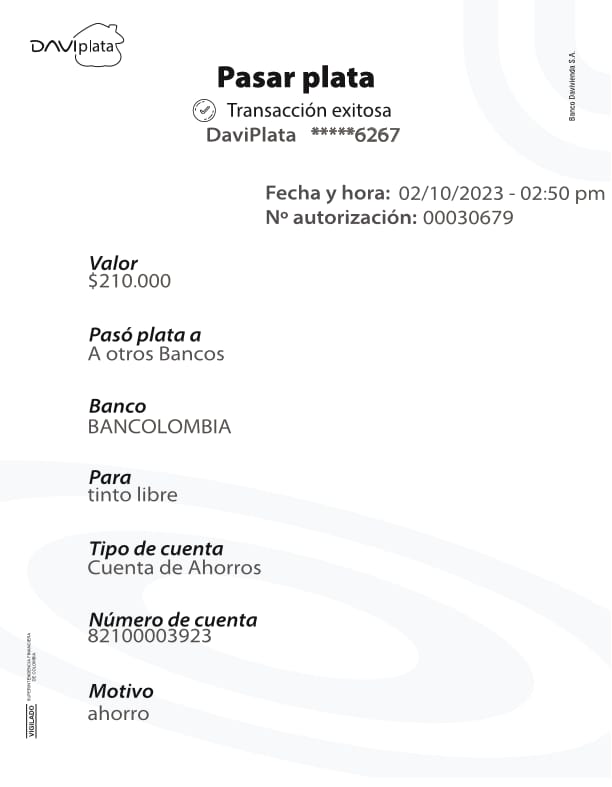 DAVIplata
Banco Davivienda S.A.
Pasar plata
Transacción exitosa
DaviPlata *****6267
Fecha y hora: 02/10/2023 - 02:50 pm
Nº autorización: 00030679
Valor
$210.000
Pasó plata a
A otros Bancos
Banco
BANCOLOMBIA
Para
tinto libre
Tipo de cuenta
Cuenta de Ahorros
Número de cuenta
82100003923
Motivo
ahorro
VIGILADO
SUPERINTENDENCIA FINANCIERA
DE COLOMBIA